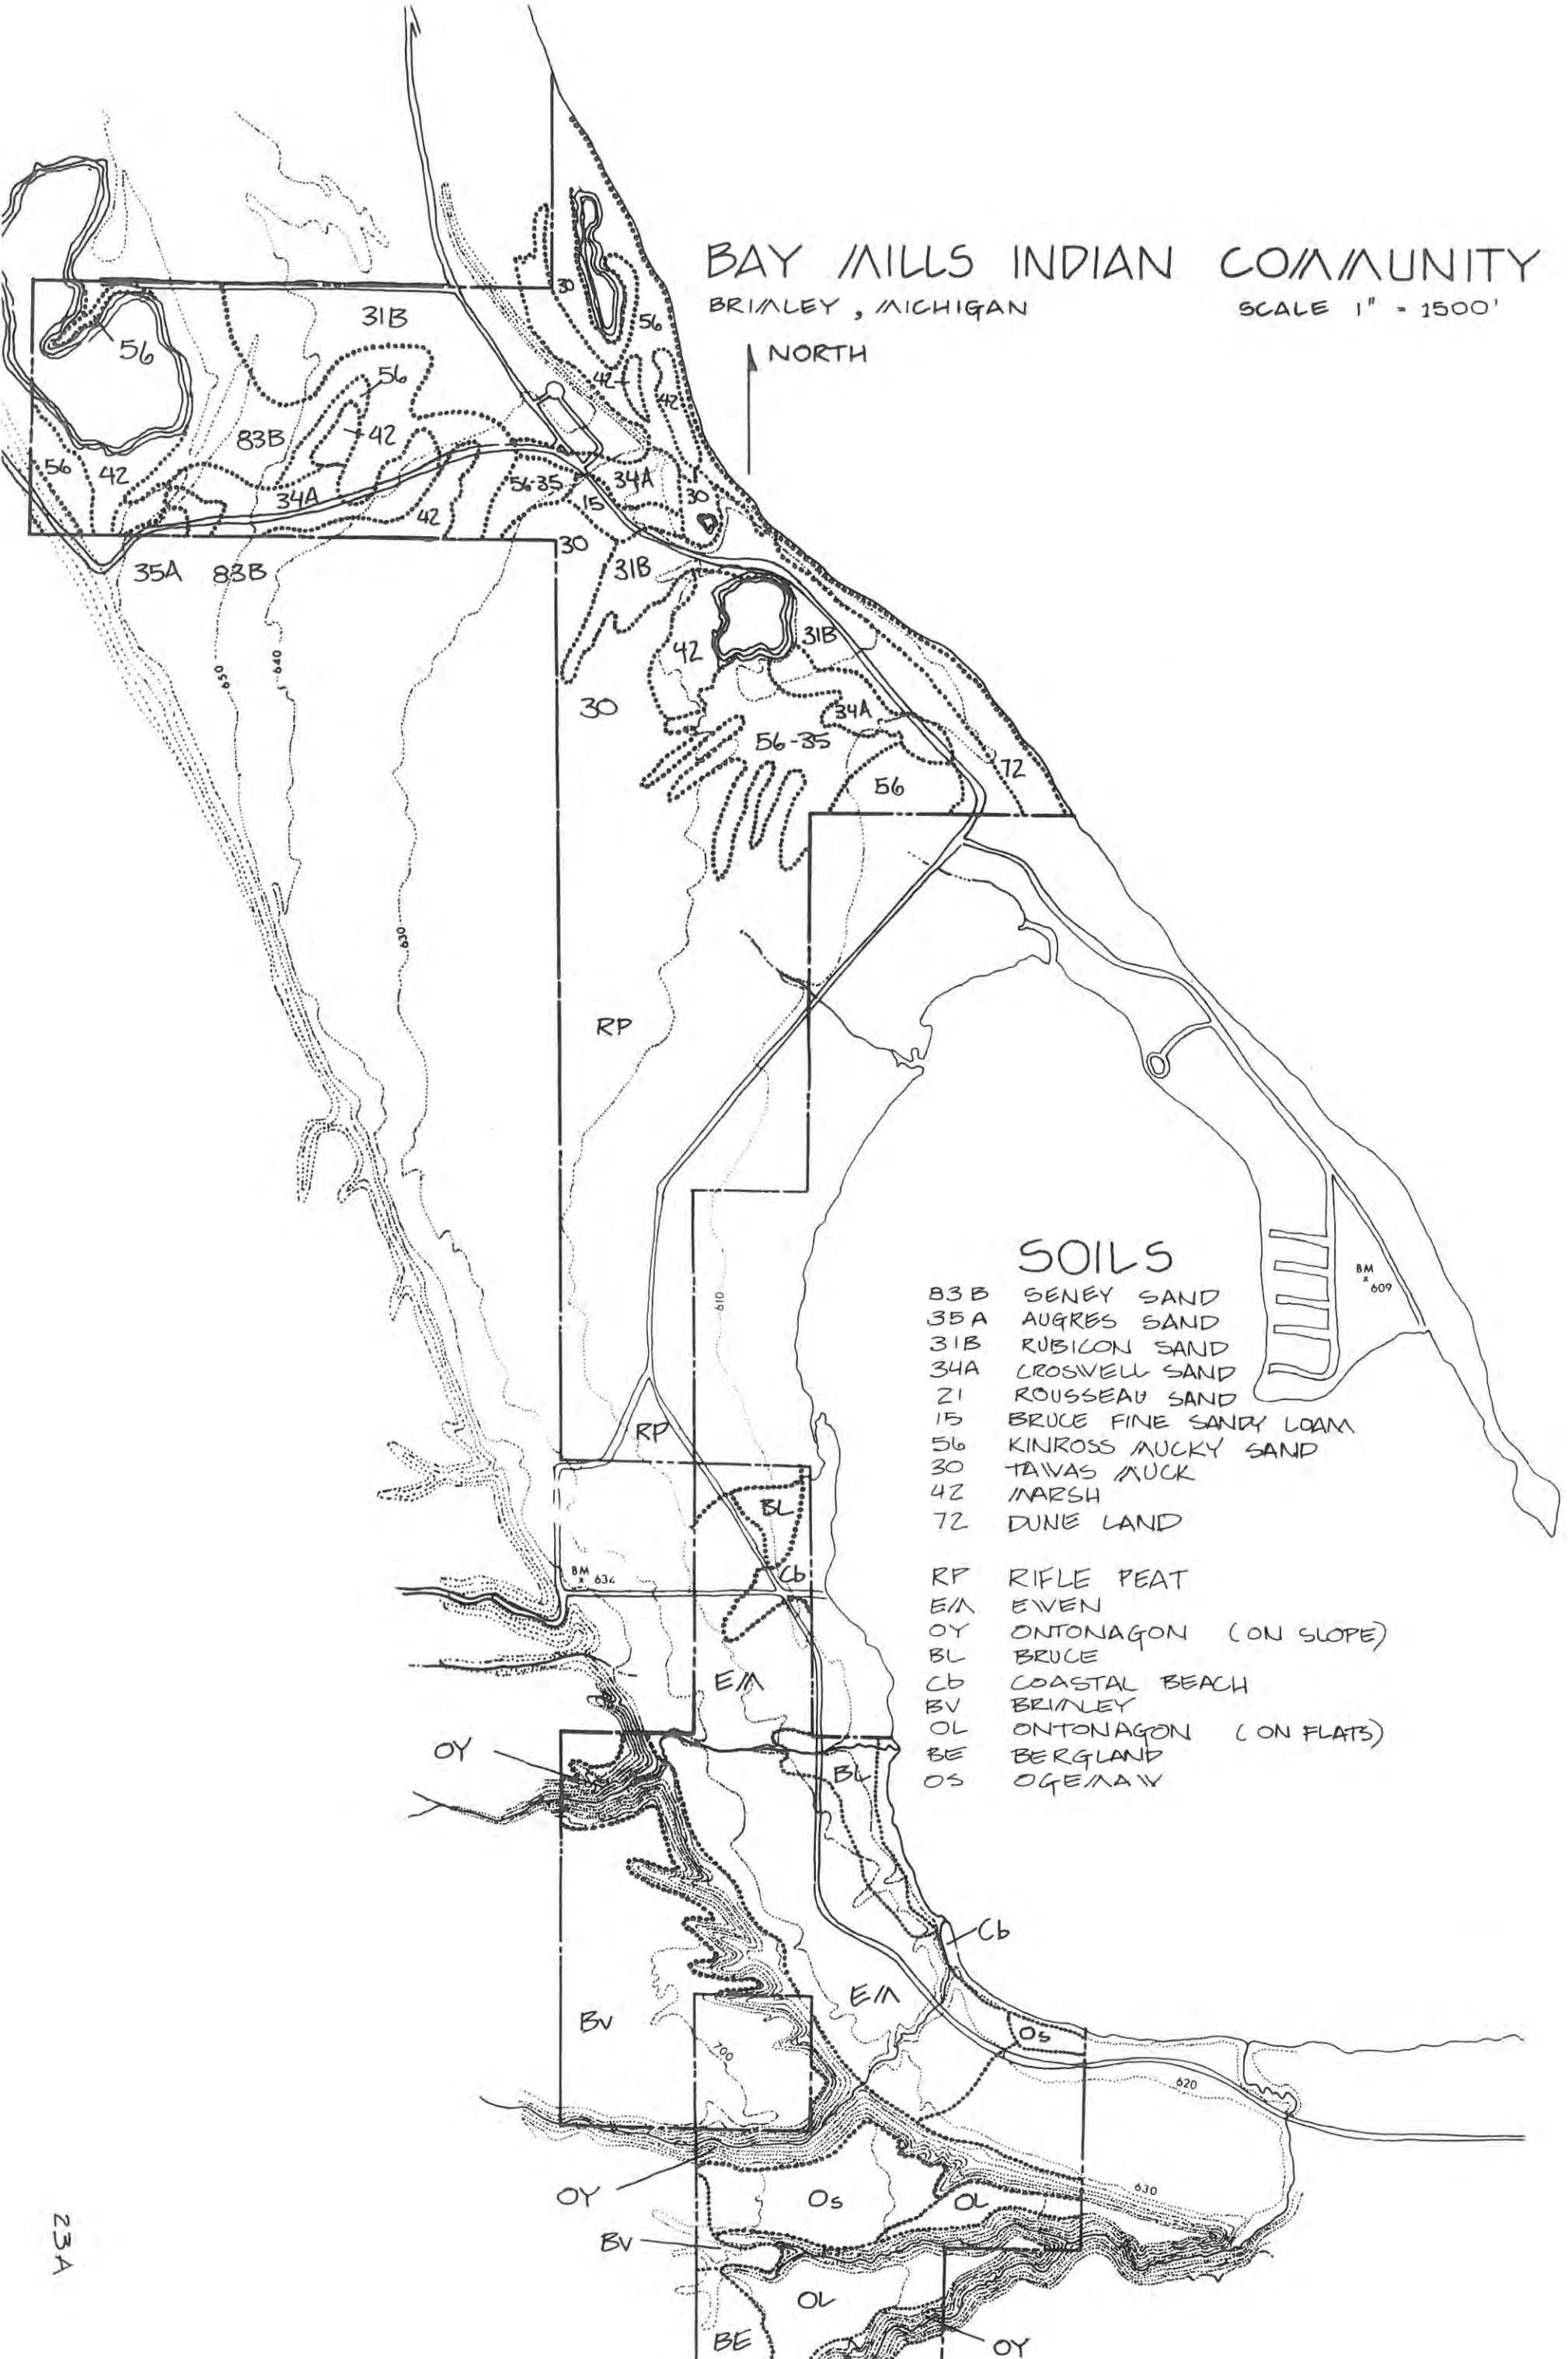 BAY MILLS INDIAN COMMUNITY
BRIMLEY, MICHIGAN SCALE 1" = 1500'
NORTH
30
31B
56
56
56
42
42
83B
42
56
42
34A
56-35
34A
30
15
42
30
35A 83B
31B
31B
42
650
640
30
34A
56-35
72
56
630
RP
SOILS
83B SENEY SAND
35A AUGRES SAND
31B RUBICON SAND
34A CROSWELL SAND
21 ROUSSEAU SAND
15 BRUCE FINE SANDY LOAM
56 KINROSS MUCKY SAND
30 TAWAS MUCK
42 MARSH
72 DUNE LAND
RP RIFLE PEAT
EM EWEN
OY ONTONAGON (ON SLOPE)
BL BRUCE
Cb COASTAL BEACH
BV BRIMLEY
OL ONTONAGON (ON FLATS)
BE BERGLAND
OS OGEMAW
BM
x 609
610
RP
BL
Cb
BM
x 634
EM
OY
BL
Cb
EM
Bv
Os
700
620
630
OY
Os
OL
Bv
OL
BE
OY
23A